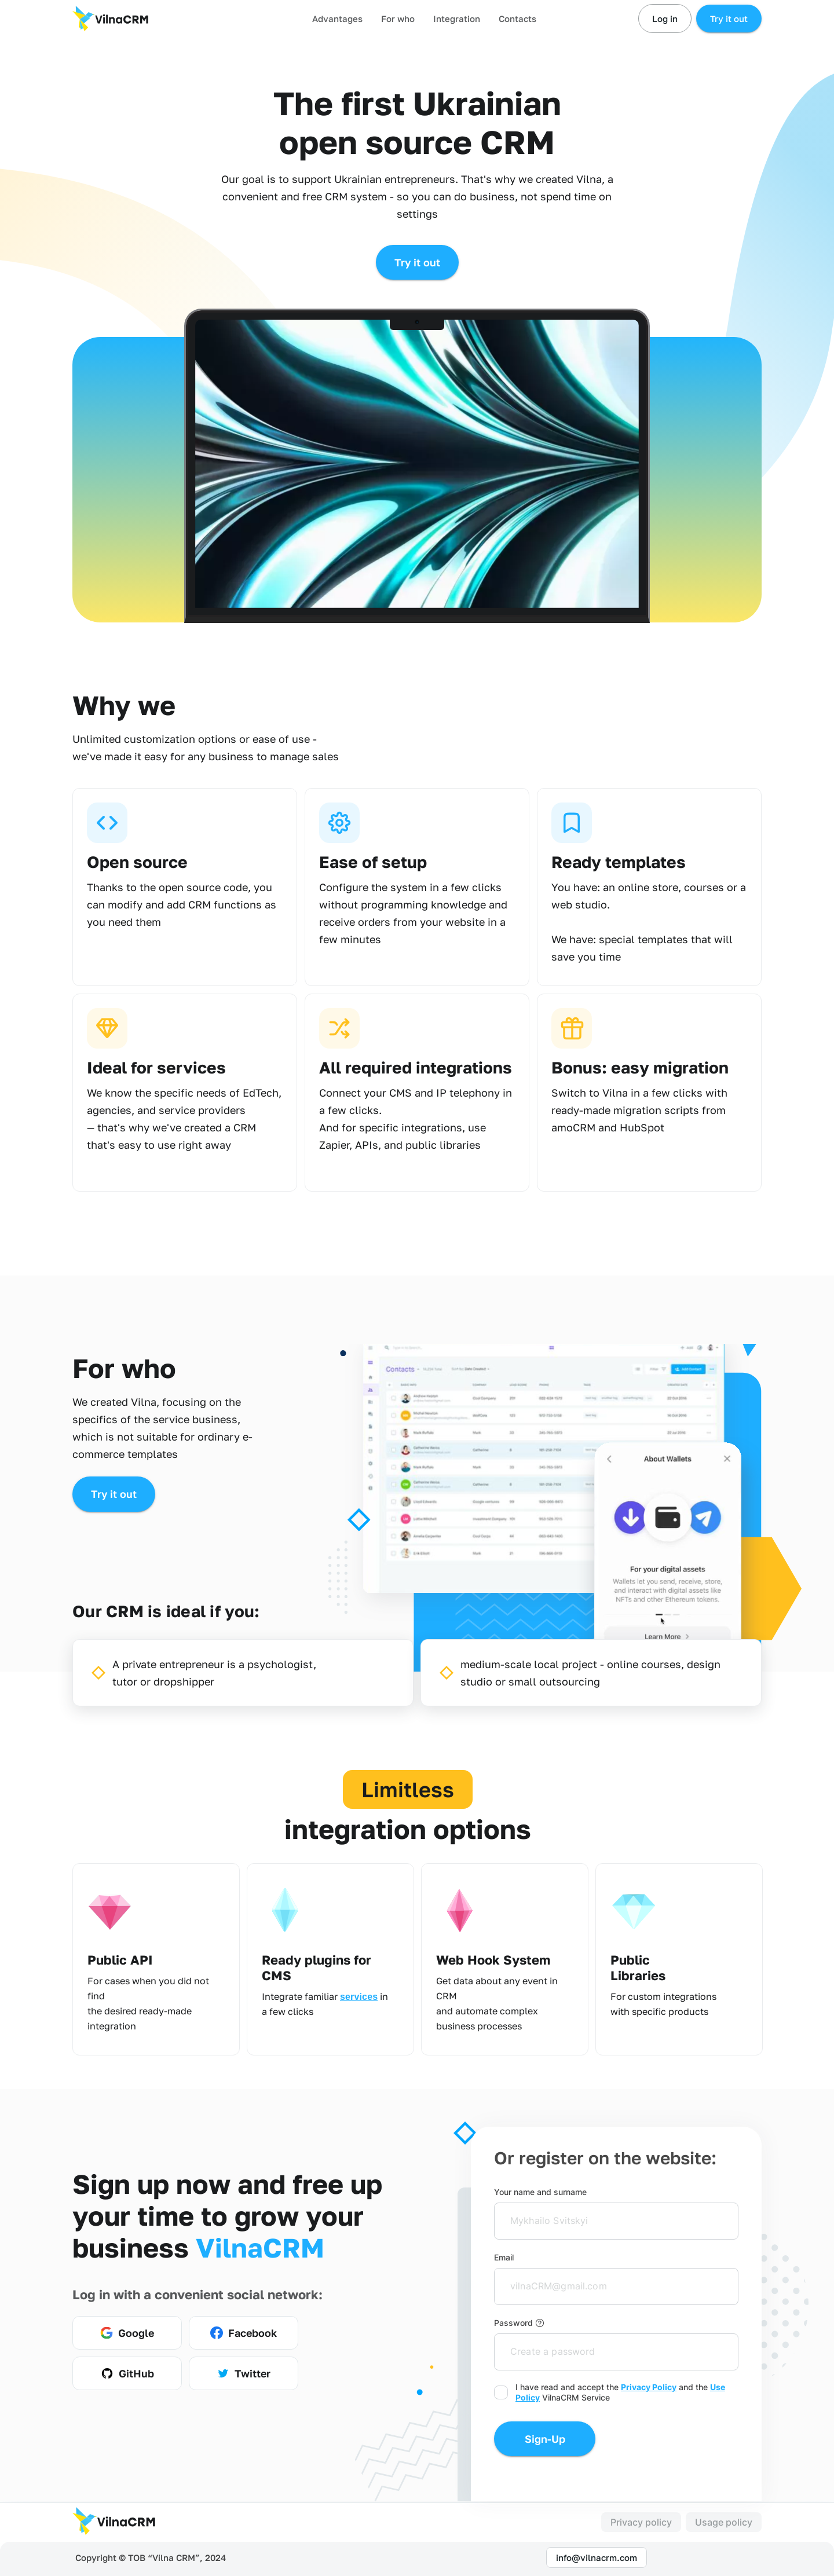 VilnaCRM
Advantages
For who
Integration
Contacts
Log in
Try it out
The first Ukrainian
open source CRM
Our goal is to support Ukrainian entrepreneurs. That's why we created Vilna, a
convenient and free CRM system - so you can do business, not spend time on
settings
Try it out
Why we
Unlimited customization options or ease of use -
we've made it easy for any business to manage sales
Open source
Thanks to the open source code, you
can modify and add CRM functions as
you need them
Ease of setup
Configure the system in a few clicks
without programming knowledge and
receive orders from your website in a
few minutes
Ready templates
You have: an online store, courses or a
web studio.
We have: special templates that will
save you time
Ideal for services
We know the specific needs of EdTech,
agencies, and service providers
— that's why we've created a CRM
that's easy to use right away
All required integrations
Connect your CMS and IP telephony in
a few clicks.
And for specific integrations, use
Zapier, APIs, and public libraries
Bonus: easy migration
Switch to Vilna in a few clicks with
ready-made migration scripts from
amoCRM and HubSpot
For who
We created Vilna, focusing on the
specifics of the service business,
which is not suitable for ordinary e-
commerce templates
Try it out
Contacts
Add Contact
About Wallets
For your digital assets
Wallets let you send, receive, store,
and interact with digital assets like
NFTs and other Ethereum tokens.
Learn More
Our CRM is ideal if you:
A private entrepreneur is a psychologist,
tutor or dropshipper
medium-scale local project - online courses, design
studio or small outsourcing
Limitless
integration options
Public API
For cases when you did not
find
the desired ready-made
integration
Ready plugins for
CMS
Integrate familiar services in
a few clicks
Web Hook System
Get data about any event in
CRM
and automate complex
business processes
Public
Libraries
For custom integrations
with specific products
Sign up now and free up
your time to grow your
business VilnaCRM
Log in with a convenient social network:
Google
Facebook
GitHub
Twitter
Or register on the website:
Your name and surname
Mykhailo Svitskyi
Email
vilnaCRM@gmail.com
Password
Create a password
I have read and accept the Privacy Policy and the Use
Policy VilnaCRM Service
Sign-Up
VilnaCRM
Privacy policy
Usage policy
Copyright © ТОВ “Vilna CRM”, 2024
info@vilnacrm.com